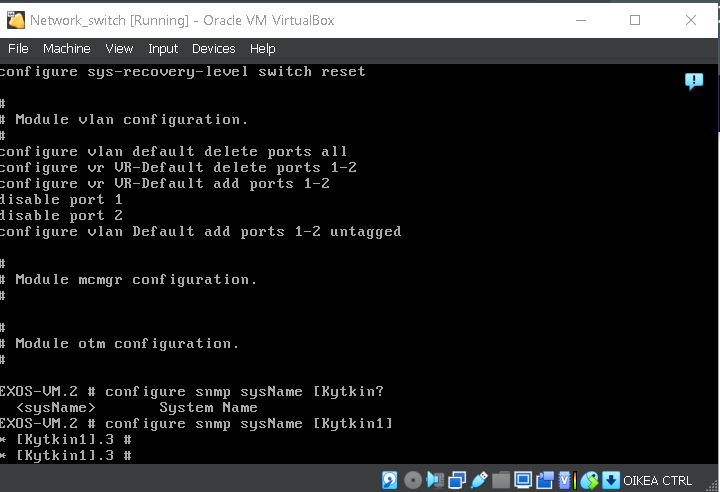 Network_switch [Running] - Oracle VM VirtualBox
File Machine View Input Devices Help
configure sys-recovery-level switch reset
#
# Module vlan configuration.
#
configure vlan default delete ports all
configure vr VR-Default delete ports 1-2
configure vr VR-Default add ports 1-2
disable port 1
disable port 2
configure vlan Default add ports 1-2 untagged
#
# Module mcmgr configuration.
#
#
# Module otm configuration.
#
EXOS-VM.2 # configure snmp sysName [Kytkin?
<sysName> System Name
EXOS-VM.2 # configure snmp sysName [Kytkin1]
* [Kytkin1].3 #
* [Kytkin1].3 #
OIKEA CTRL